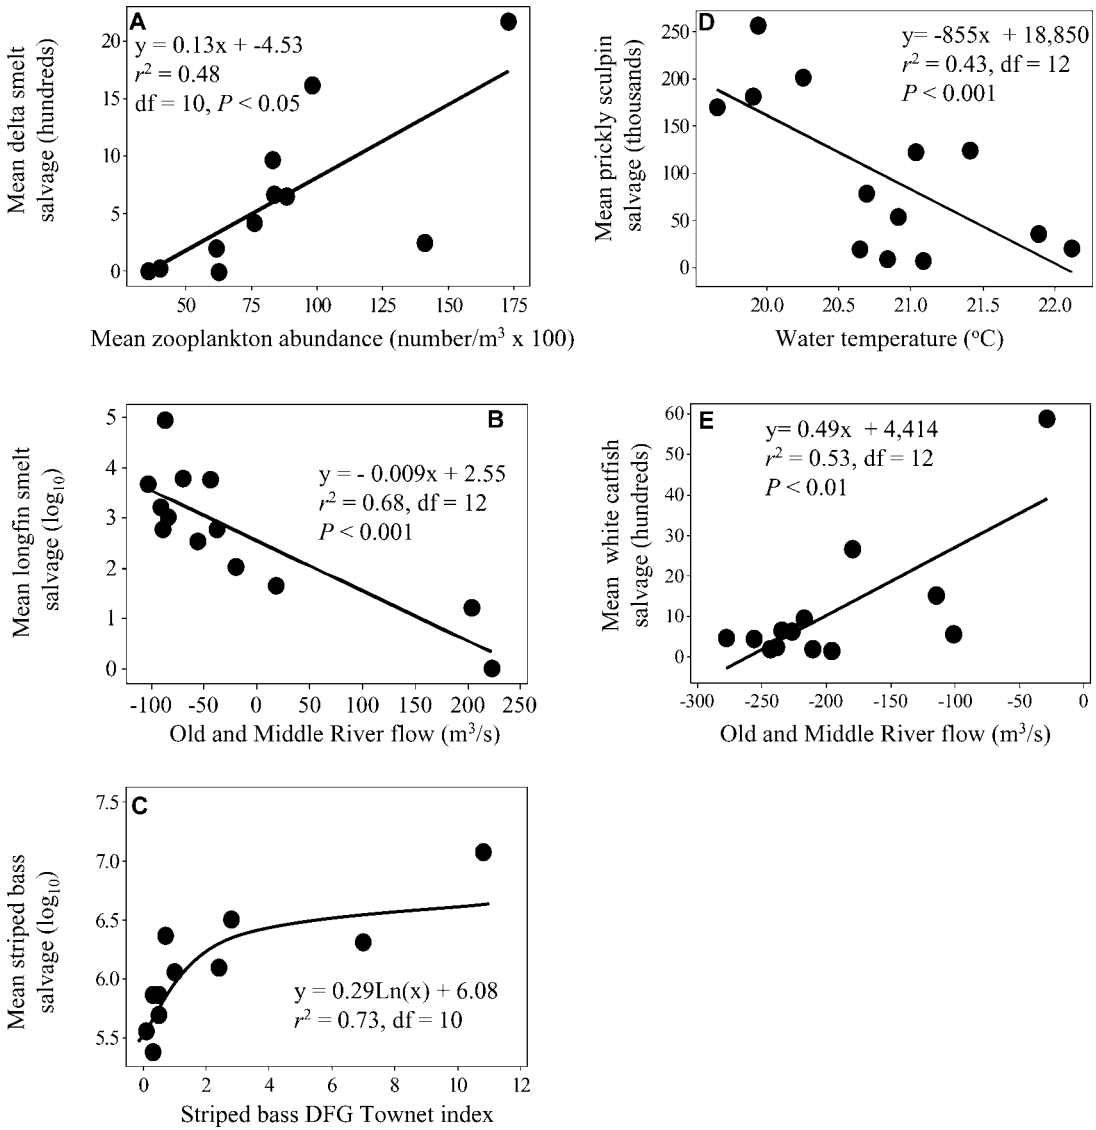 A
y = 0.13x + -4.53
r² = 0.48
df = 10, P < 0.05
Mean delta smelt
salvage (hundreds)
20
15
10
5
0
50
75
100
125
150
175
Mean zooplankton abundance (number/m³ x 100)
D
y= -855x + 18,850
r² = 0.43, df = 12
P < 0.001
Mean prickly sculpin
salvage (thousands)
250
200
150
100
50
0
20.0
20.5
21.0
21.5
22.0
Water temperature (°C)
B
y = - 0.009x + 2.55
r² = 0.68, df = 12
P < 0.001
Mean longfin smelt
salvage (log₁₀)
5
4
3
2
1
0
-100
-50
0
50
100
150
200
250
Old and Middle River flow (m³/s)
E
y= 0.49x + 4,414
r² = 0.53, df = 12
P < 0.01
Mean white catfish
salvage (hundreds)
60
50
40
30
20
10
0
-300
-250
-200
-150
-100
-50
0
Old and Middle River flow (m³/s)
C
y = 0.29Ln(x) + 6.08
r² = 0.73, df = 10
Mean striped bass
salvage (log₁₀)
7.5
7.0
6.5
6.0
5.5
0
2
4
6
8
10
12
Striped bass DFG Townet index